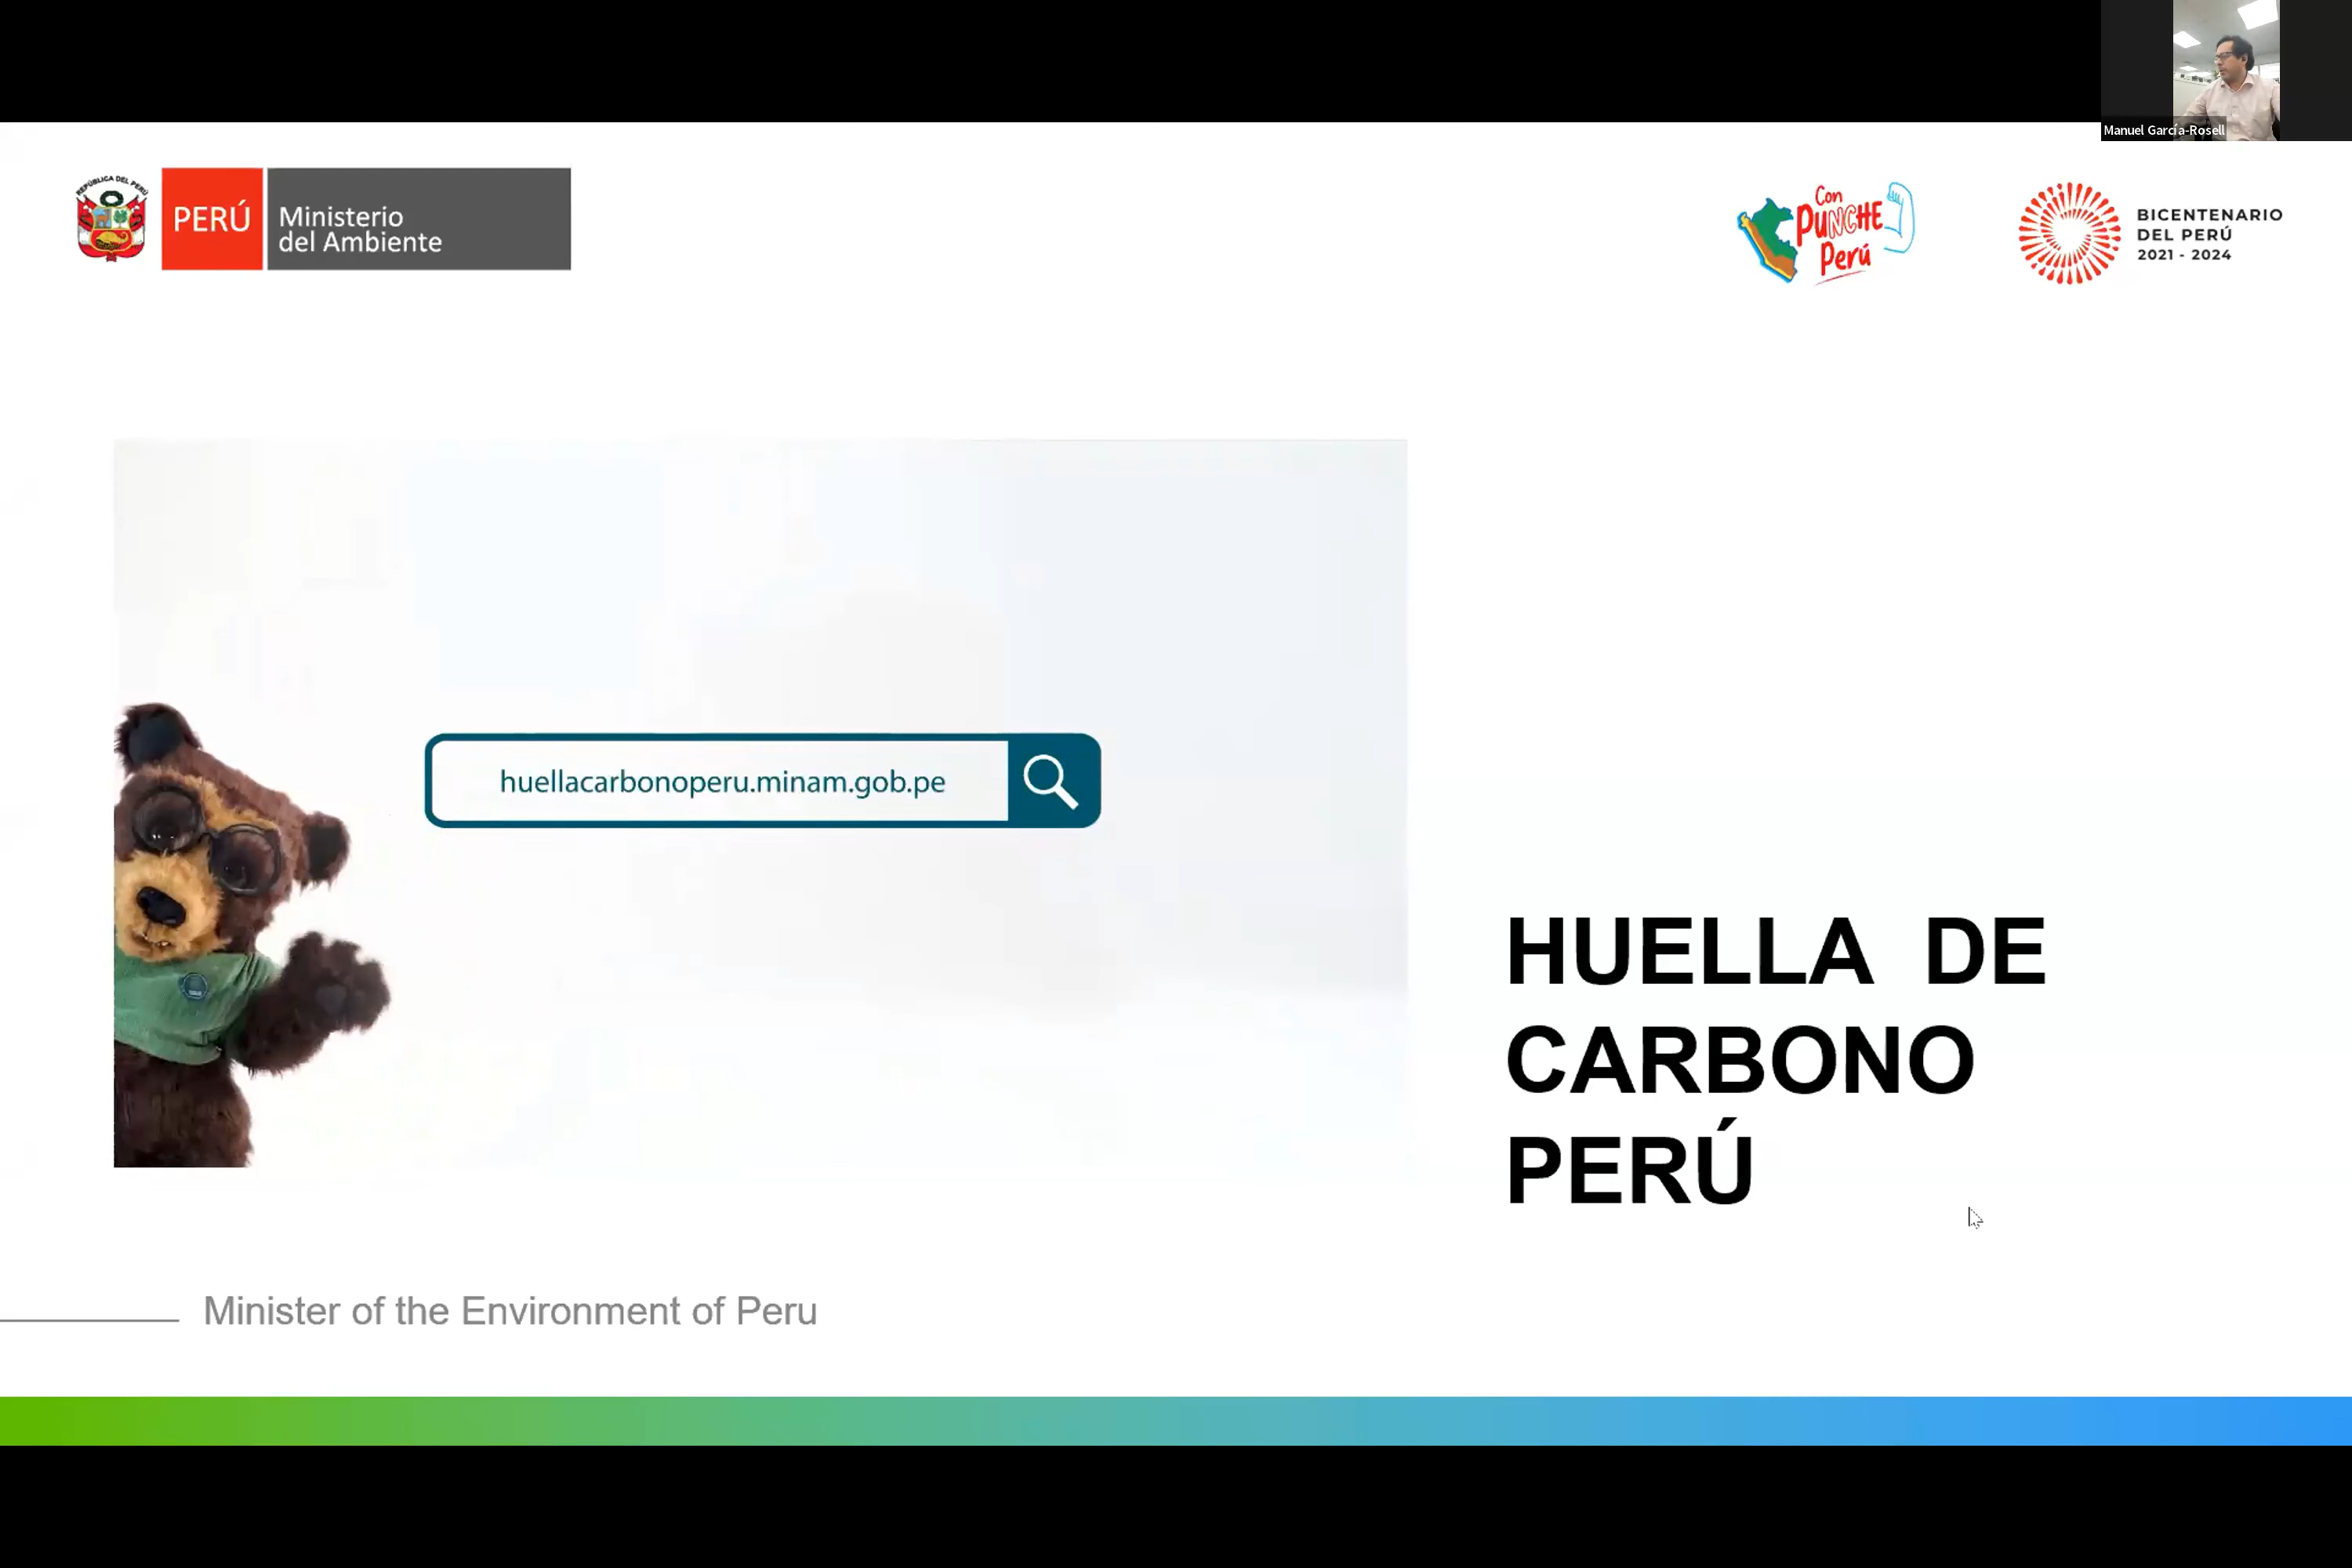 Manuel García-Rosell
REPÚBLICA DEL PERÚ
PERÚ
Ministerio
del Ambiente
Con
PUNCHE
Perú
BICENTENARIO
DEL PERÚ
2021 - 2024
huellacarbonoperu.minam.gob.pe
HUELLA DE
CARBONO
PERÚ
Minister of the Environment of Peru